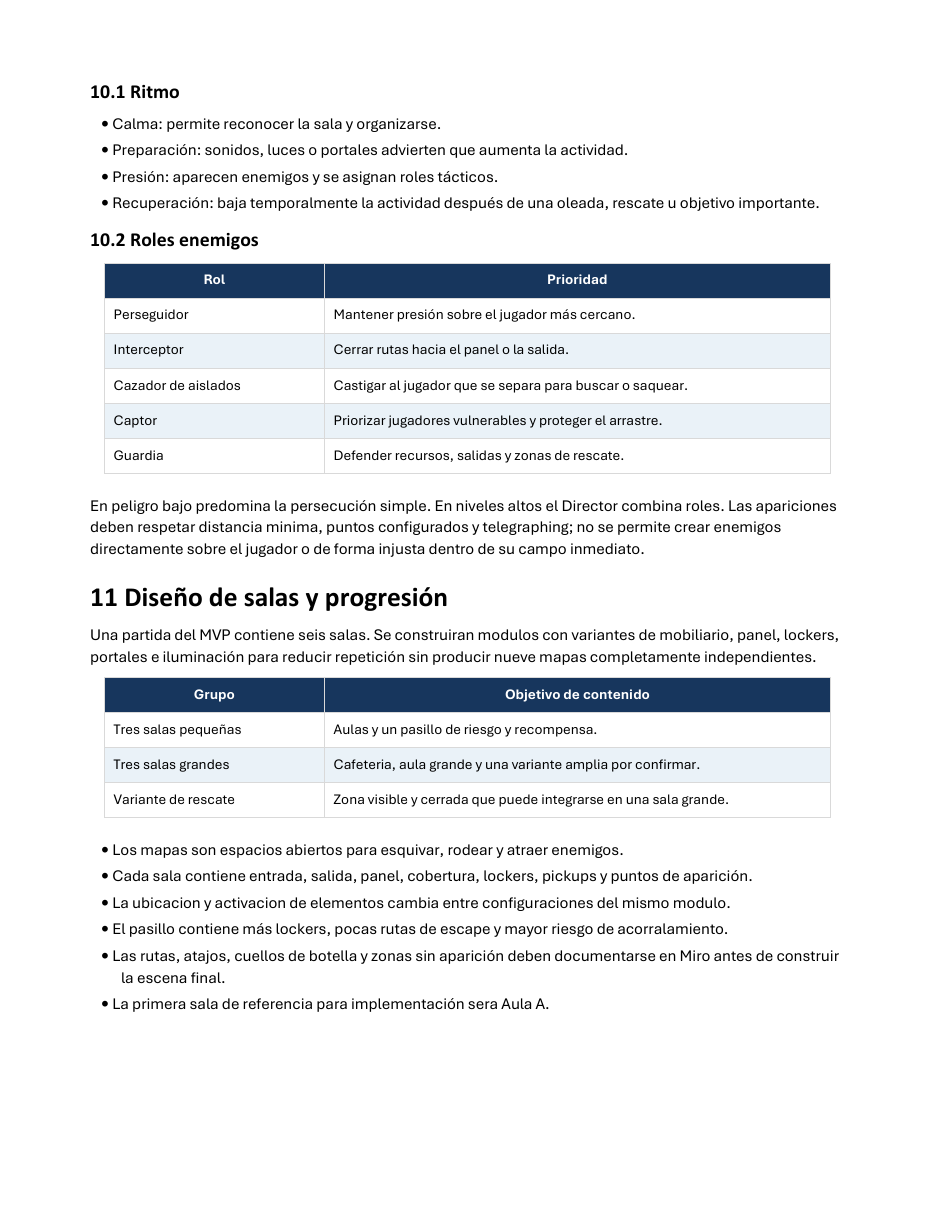 10.1 Ritmo
• Calma: permite reconocer la sala y organizarse.
• Preparación: sonidos, luces o portales advierten que aumenta la actividad.
• Presión: aparecen enemigos y se asignan roles tácticos.
• Recuperación: baja temporalmente la actividad después de una oleada, rescate u objetivo importante.
10.2 Roles enemigos
Rol Prioridad
Perseguidor Mantener presión sobre el jugador más cercano.
Interceptor Cerrar rutas hacia el panel o la salida.
Cazador de aislados Castigar al jugador que se separa para buscar o saquear.
Captor Priorizar jugadores vulnerables y proteger el arrastre.
Guardia Defender recursos, salidas y zonas de rescate.
En peligro bajo predomina la persecución simple. En niveles altos el Director combina roles. Las apariciones
deben respetar distancia minima, puntos configurados y telegraphing; no se permite crear enemigos
directamente sobre el jugador o de forma injusta dentro de su campo inmediato.
11 Diseño de salas y progresión
Una partida del MVP contiene seis salas. Se construiran modulos con variantes de mobiliario, panel, lockers,
portales e iluminación para reducir repetición sin producir nueve mapas completamente independientes.
Grupo Objetivo de contenido
Tres salas pequeñas Aulas y un pasillo de riesgo y recompensa.
Tres salas grandes Cafeteria, aula grande y una variante amplia por confirmar.
Variante de rescate Zona visible y cerrada que puede integrarse en una sala grande.
• Los mapas son espacios abiertos para esquivar, rodear y atraer enemigos.
• Cada sala contiene entrada, salida, panel, cobertura, lockers, pickups y puntos de aparición.
• La ubicacion y activacion de elementos cambia entre configuraciones del mismo modulo.
• El pasillo contiene más lockers, pocas rutas de escape y mayor riesgo de acorralamiento.
• Las rutas, atajos, cuellos de botella y zonas sin aparición deben documentarse en Miro antes de construir
la escena final.
• La primera sala de referencia para implementación sera Aula A.